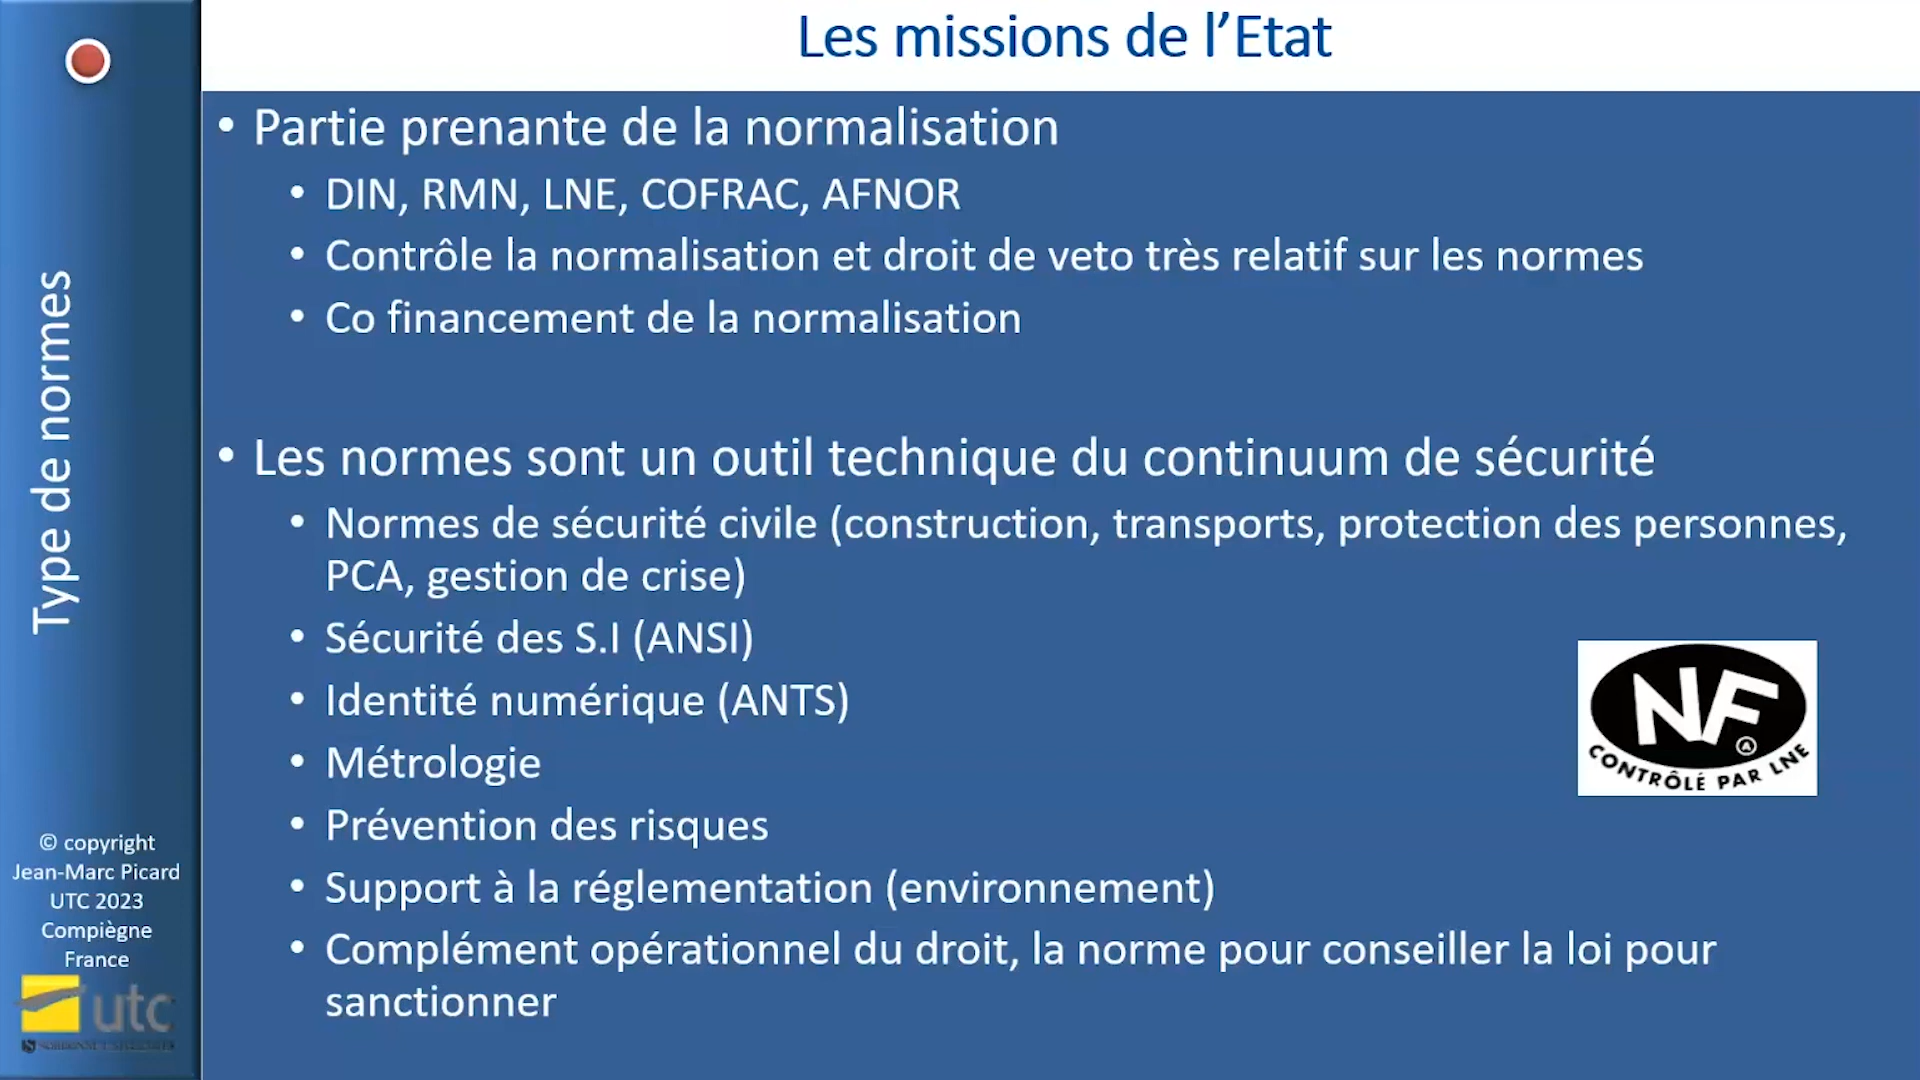 Les missions de l’Etat
• Partie prenante de la normalisation
• DIN, RMN, LNE, COFRAC, AFNOR
• Contrôle la normalisation et droit de veto très relatif sur les normes
• Co financement de la normalisation
• Les normes sont un outil technique du continuum de sécurité
• Normes de sécurité civile (construction, transports, protection des personnes,
PCA, gestion de crise)
• Sécurité des S.I (ANSI)
• Identité numérique (ANTS)
• Métrologie
• Prévention des risques
• Support à la réglementation (environnement)
• Complément opérationnel du droit, la norme pour conseiller la loi pour
sanctionner
NF
A
CONTRÔLÉ PAR LNE
Type de normes
© copyright
Jean-Marc Picard
UTC 2023
Compiègne
France
utc